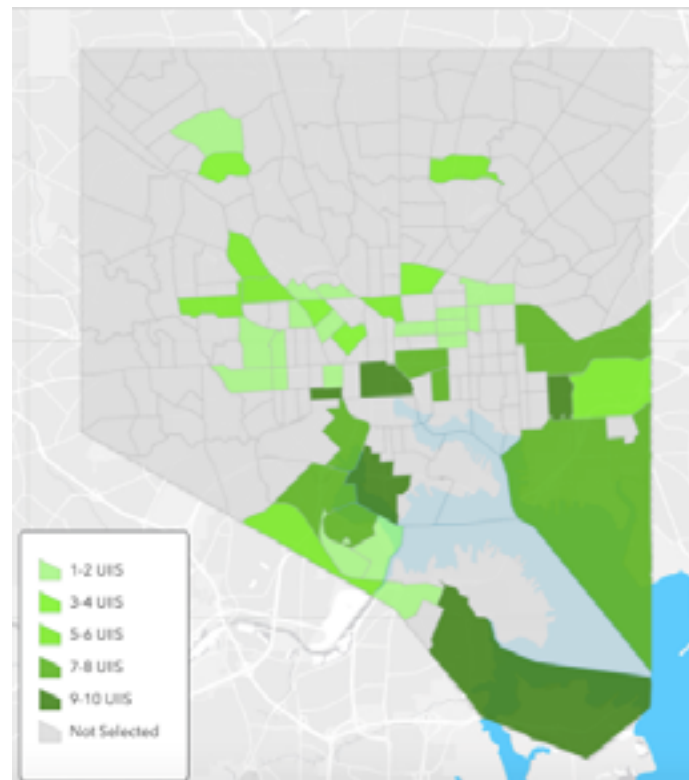 1-2 UIIS
3-4 UIIS
5-6 UIIS
7-8 UIIS
9-10 UIIS
Not Selected